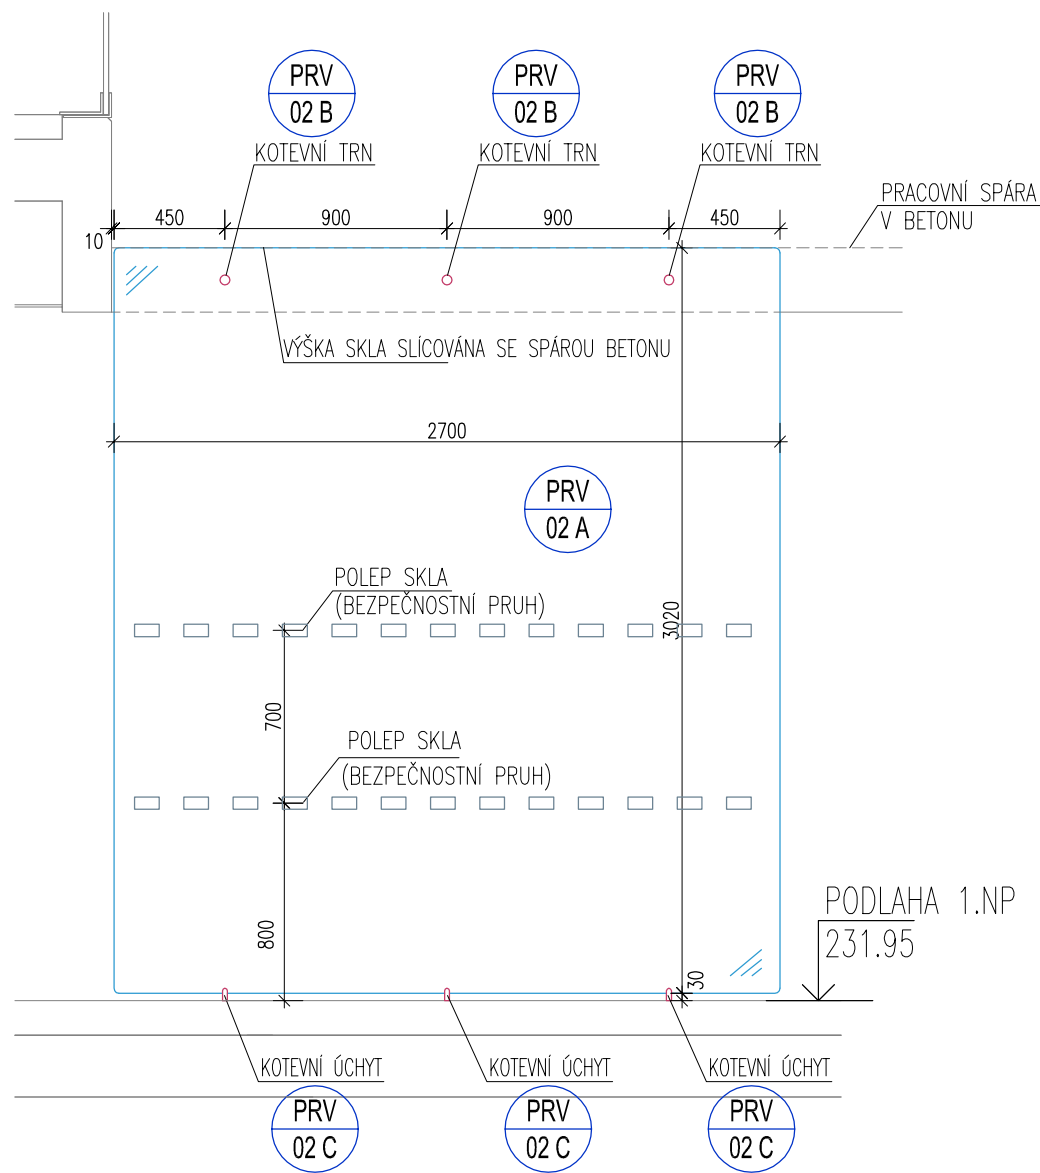 PRV
02 B
PRV
02 B
PRV
02 B
KOTEVNÍ TRN
KOTEVNÍ TRN
KOTEVNÍ TRN
PRACOVNÍ SPÁRA
V BETONU
450
900
900
450
10
VÝŠKA SKLA SLÍCOVÁNA SE SPÁROU BETONU
2700
PRV
02 A
POLEP SKLA
(BEZPEČNOSTNÍ PRUH)
3020
700
POLEP SKLA
(BEZPEČNOSTNÍ PRUH)
800
PODLAHA 1.NP
231.95
30
KOTEVNÍ ÚCHYT
KOTEVNÍ ÚCHYT
KOTEVNÍ ÚCHYT
PRV
02 C
PRV
02 C
PRV
02 C